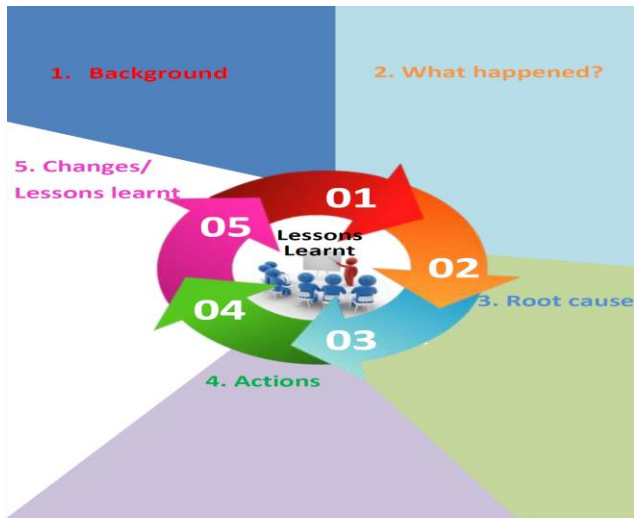 1. Background
2. What happened?
5. Changes/
Lessons learnt
01
05
Lessons
Learnt
02
04
03
3. Root cause
4. Actions